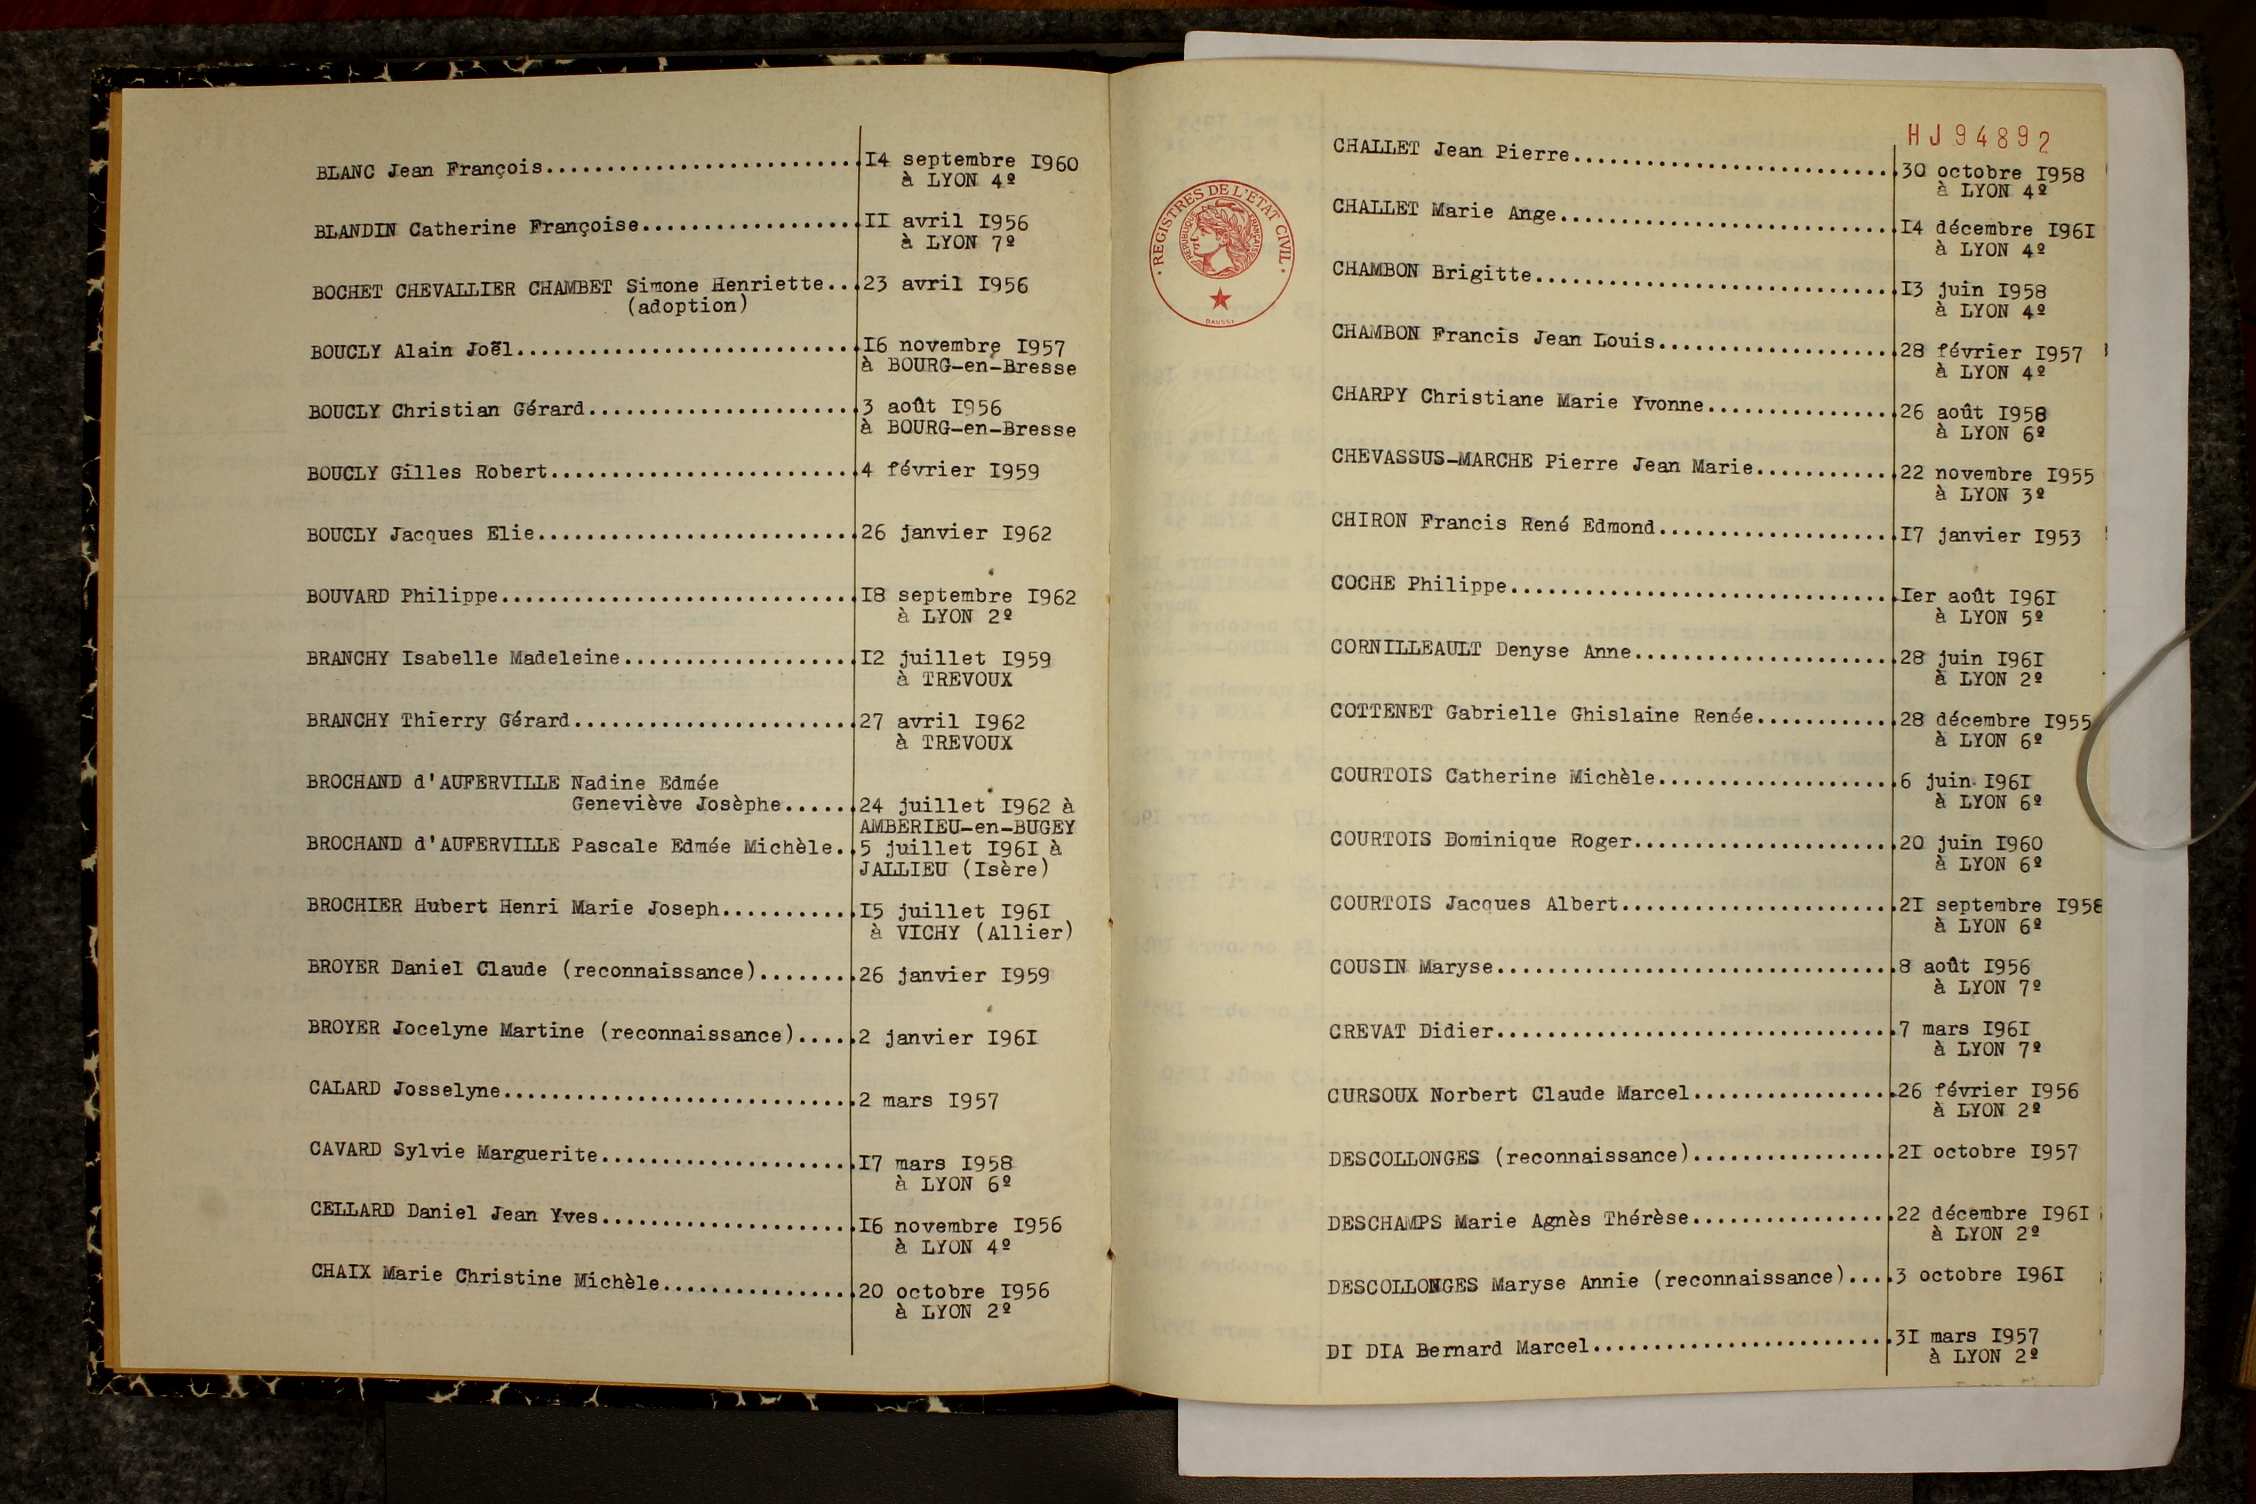 BLANC Jean François..........................I4 septembre I960
à LYON 4º
BLANDIN Catherine Françoise..................II avril I956
à LYON 7º
BOCHET CHEVALLIER CHAMBET Simone Henriette...23 avril I956
(adoption)
BOUCLY Alain Joël............................I6 novembre I957
à BOURG-en-Bresse
BOUCLY Christian Gérard......................3 août I956
à BOURG-en-Bresse
BOUCLY Gilles Robert.........................4 février I959
BOUCLY Jacques Elie..........................26 janvier I962
BOUVARD Philippe.............................I8 septembre I962
à LYON 2º
BRANCHY Isabelle Madeleine...................I2 juillet I959
à TREVOUX
BRANCHY Thierry Gérard.......................27 avril I962
à TREVOUX
BROCHAND d'AUFERVILLE Nadine Edmée
Geneviève Josèphe......24 juillet I962 à
AMBERIEU-en-BUGEY
BROCHAND d'AUFERVILLE Pascale Edmée Michèle..5 juillet I96I à
JALLIEU (Isère)
BROCHIER Hubert Henri Marie Joseph...........I5 juillet I96I
à VICHY (Allier)
BROYER Daniel Claude (reconnaissance)........26 janvier I959
BROYER Jocelyne Martine (reconnaissance).....2 janvier I96I
CALARD Josselyne.............................2 mars I957
CAVARD Sylvie Marguerite.....................I7 mars I958
à LYON 6º
CELLARD Daniel Jean Yves.....................I6 novembre I956
à LYON 4º
CHAIX Marie Christine Michèle................20 octobre I956
à LYON 2º
HJ94892
REGISTRES DE L'ETAT CIVIL
REPUBLIQUE FRANÇAISE
CHALLET Jean Pierre...........................30 octobre I958
à LYON 4º
CHALLET Marie Ange............................I4 décembre I96I
à LYON 4º
CHAMBON Brigitte..............................I3 juin I958
à LYON 4º
CHAMBON Francis Jean Louis....................28 février I957
à LYON 4º
CHARPY Christiane Marie Yvonne................26 août I958
à LYON 6º
CHEVASSUS-MARCHE Pierre Jean Marie............22 novembre I955
à LYON 3º
CHIRON Francis René Edmond....................I7 janvier I953
COCHE Philippe................................Ier août I96I
à LYON 5º
CORNILLEAULT Denyse Anne......................28 juin I96I
à LYON 2º
COTTENET Gabrielle Ghislaine Renée............28 décembre I955
à LYON 6º
COURTOIS Catherine Michèle....................6 juin I96I
à LYON 6º
COURTOIS Dominique Roger......................20 juin I960
à LYON 6º
COURTOIS Jacques Albert.......................2I septembre I958
à LYON 6º
COUSIN Maryse.................................8 août I956
à LYON 7º
CREVAT Didier.................................7 mars I96I
à LYON 7º
CURSOUX Norbert Claude Marcel.................26 février I956
à LYON 2º
DESCOLLONGES (reconnaissance).................2I octobre I957
DESCHAMPS Marie Agnès Thérèse.................22 décembre I96I
à LYON 2º
DESCOLLONGES Maryse Annie (reconnaissance)....3 octobre I96I
DI DIA Bernard Marcel.........................3I mars I957
à LYON 2º